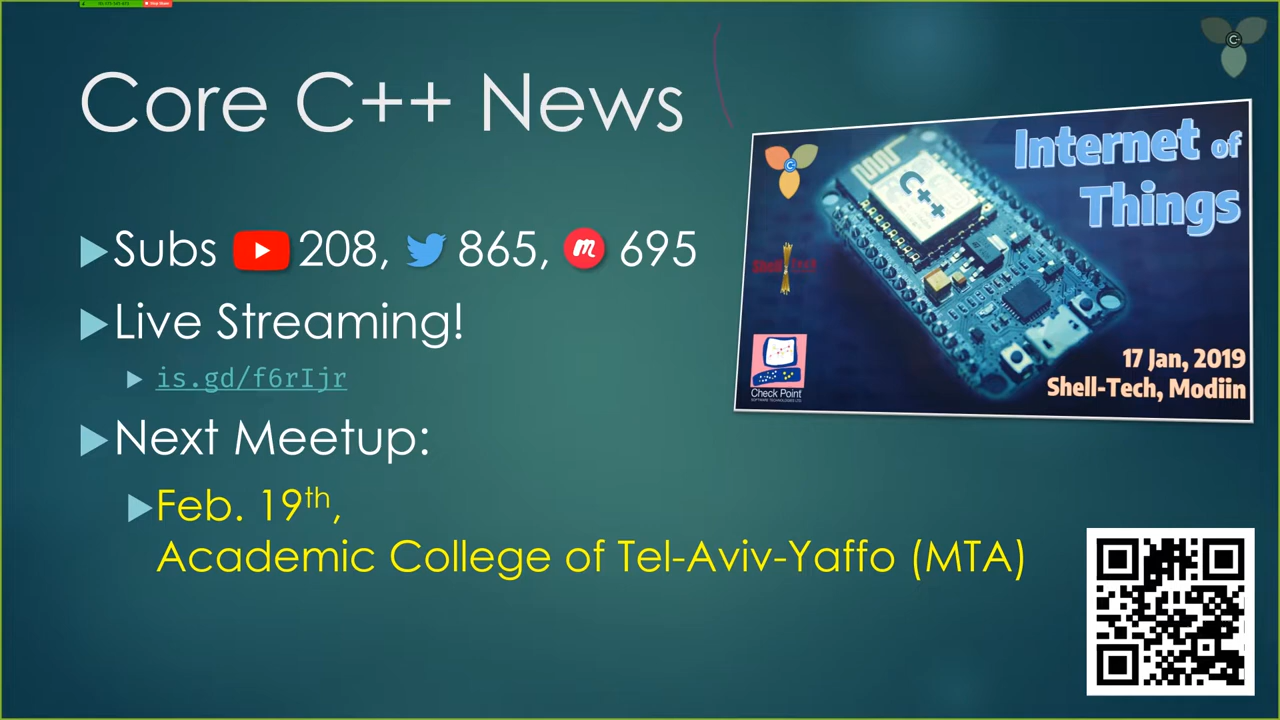 Core C++ News
Subs 208, 865, 695
Live Streaming!
is.gd/f6rIjr
Next Meetup:
Feb. 19th,
Academic College of Tel-Aviv-Yaffo (MTA)
Internet of
Things
C++
17 Jan, 2019
Shell-Tech, Modiin
Check Point